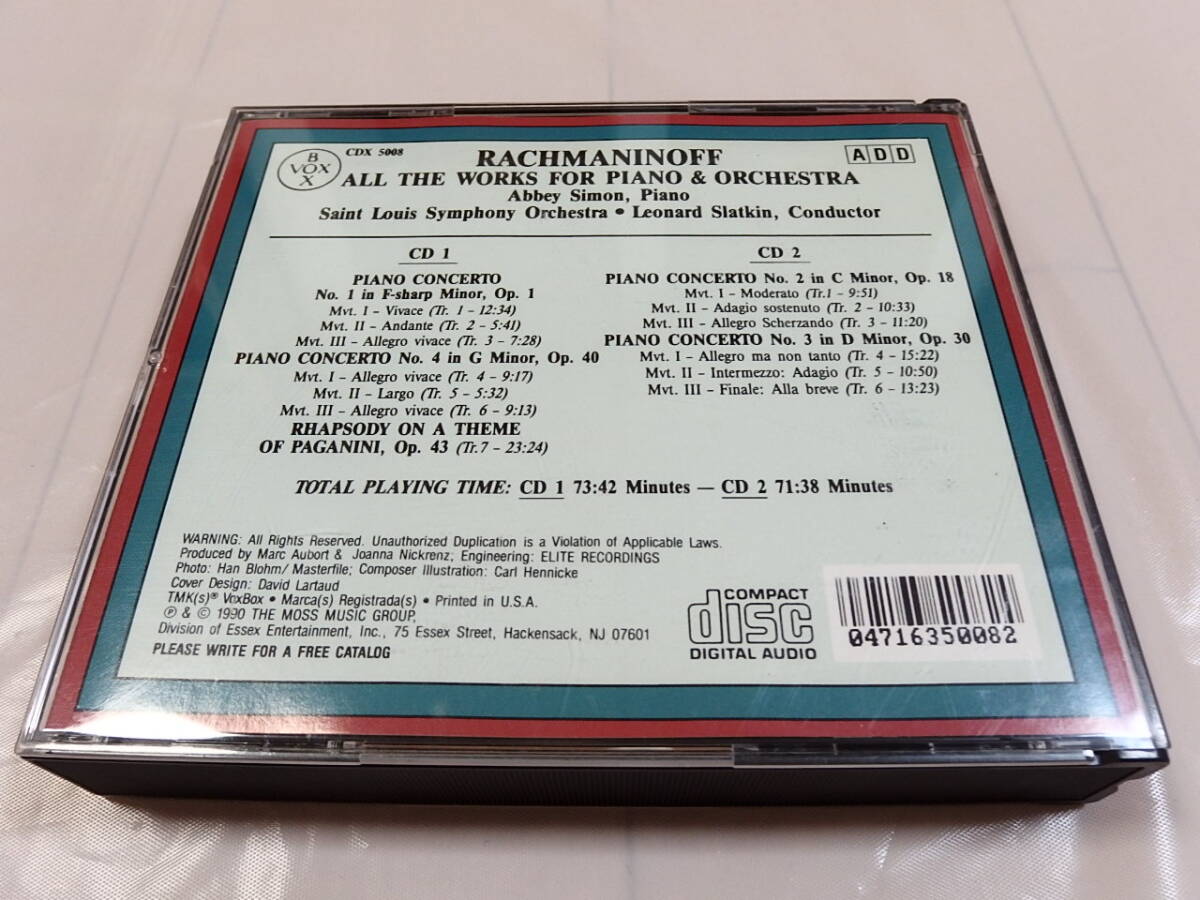 B
VOX
X
CDX 5008
ADD
RACHMANINOFF
ALL THE WORKS FOR PIANO & ORCHESTRA
Abbey Simon, Piano
Saint Louis Symphony Orchestra • Leonard Slatkin, Conductor
CD 1
PIANO CONCERTO
No. 1 in F-sharp Minor, Op. 1
Mvt. I – Vivace (Tr. 1 - 12:34)
Mvt. II – Andante (Tr. 2 - 5:41)
Mvt. III – Allegro vivace (Tr. 3 - 7:28)
PIANO CONCERTO No. 4 in G Minor, Op. 40
Mvt. I – Allegro vivace (Tr. 4 - 9:17)
Mvt. II – Largo (Tr. 5 - 5:32)
Mvt. III – Allegro vivace (Tr. 6 - 9:13)
RHAPSODY ON A THEME
OF PAGANINI, Op. 43 (Tr.7 - 23:24)
CD 2
PIANO CONCERTO No. 2 in C Minor, Op. 18
Mvt. I – Moderato (Tr.1 - 9:51)
Mvt. II – Adagio sostenuto (Tr. 2 - 10:33)
Mvt. III – Allegro Scherzando (Tr. 3 - 11:20)
PIANO CONCERTO No. 3 in D Minor, Op. 30
Mvt. I – Allegro ma non tanto (Tr. 4 - 15:22)
Mvt. II – Intermezzo: Adagio (Tr. 5 - 10:50)
Mvt. III – Finale: Alla breve (Tr. 6 - 13:23)
TOTAL PLAYING TIME: CD 1 73:42 Minutes — CD 2 71:38 Minutes
WARNING: All Rights Reserved. Unauthorized Duplication is a Violation of Applicable Laws.
Produced by Marc Aubort & Joanna Nickrenz; Engineering: ELITE RECORDINGS
Photo: Han Blohm/Masterfile; Composer Illustration: Carl Hennicke
Cover Design: David Lartaud
TMK(s)® VoxBox • Marca(s) Registrada(s) • Printed in U.S.A.
℗ & © 1990 THE MOSS MUSIC GROUP,
Division of Essex Entertainment, Inc., 75 Essex Street, Hackensack, NJ 07601
PLEASE WRITE FOR A FREE CATALOG
COMPACT
disc
DIGITAL AUDIO
04716350082